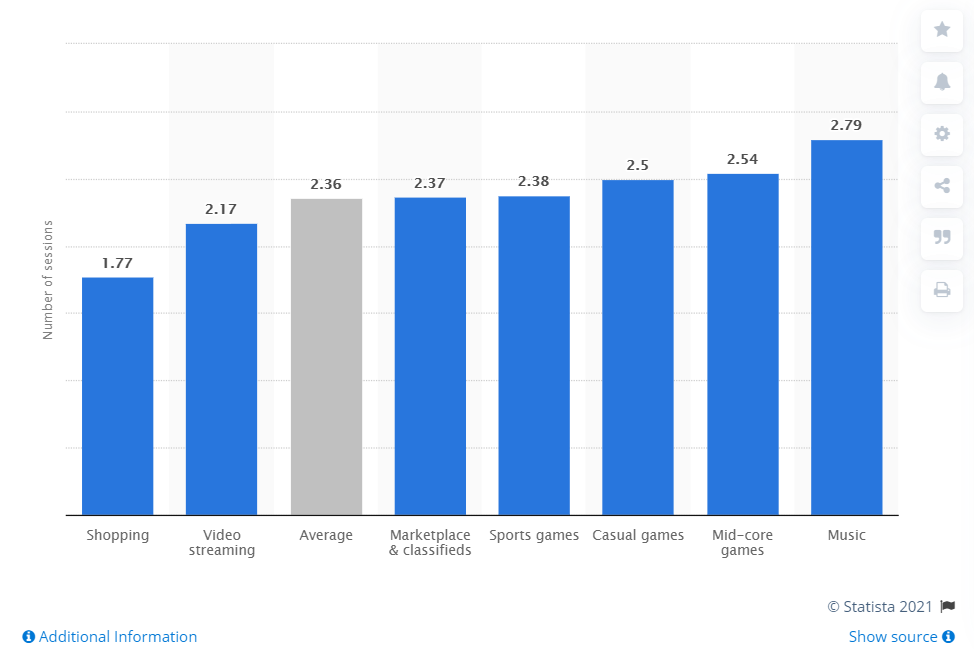 Number of sessions
1.77
2.17
2.36
2.37
2.38
2.5
2.54
2.79
Shopping
Video
streaming
Average
Marketplace
& classifieds
Sports games
Casual games
Mid-core
games
Music
© Statista 2021
Additional Information
Show source